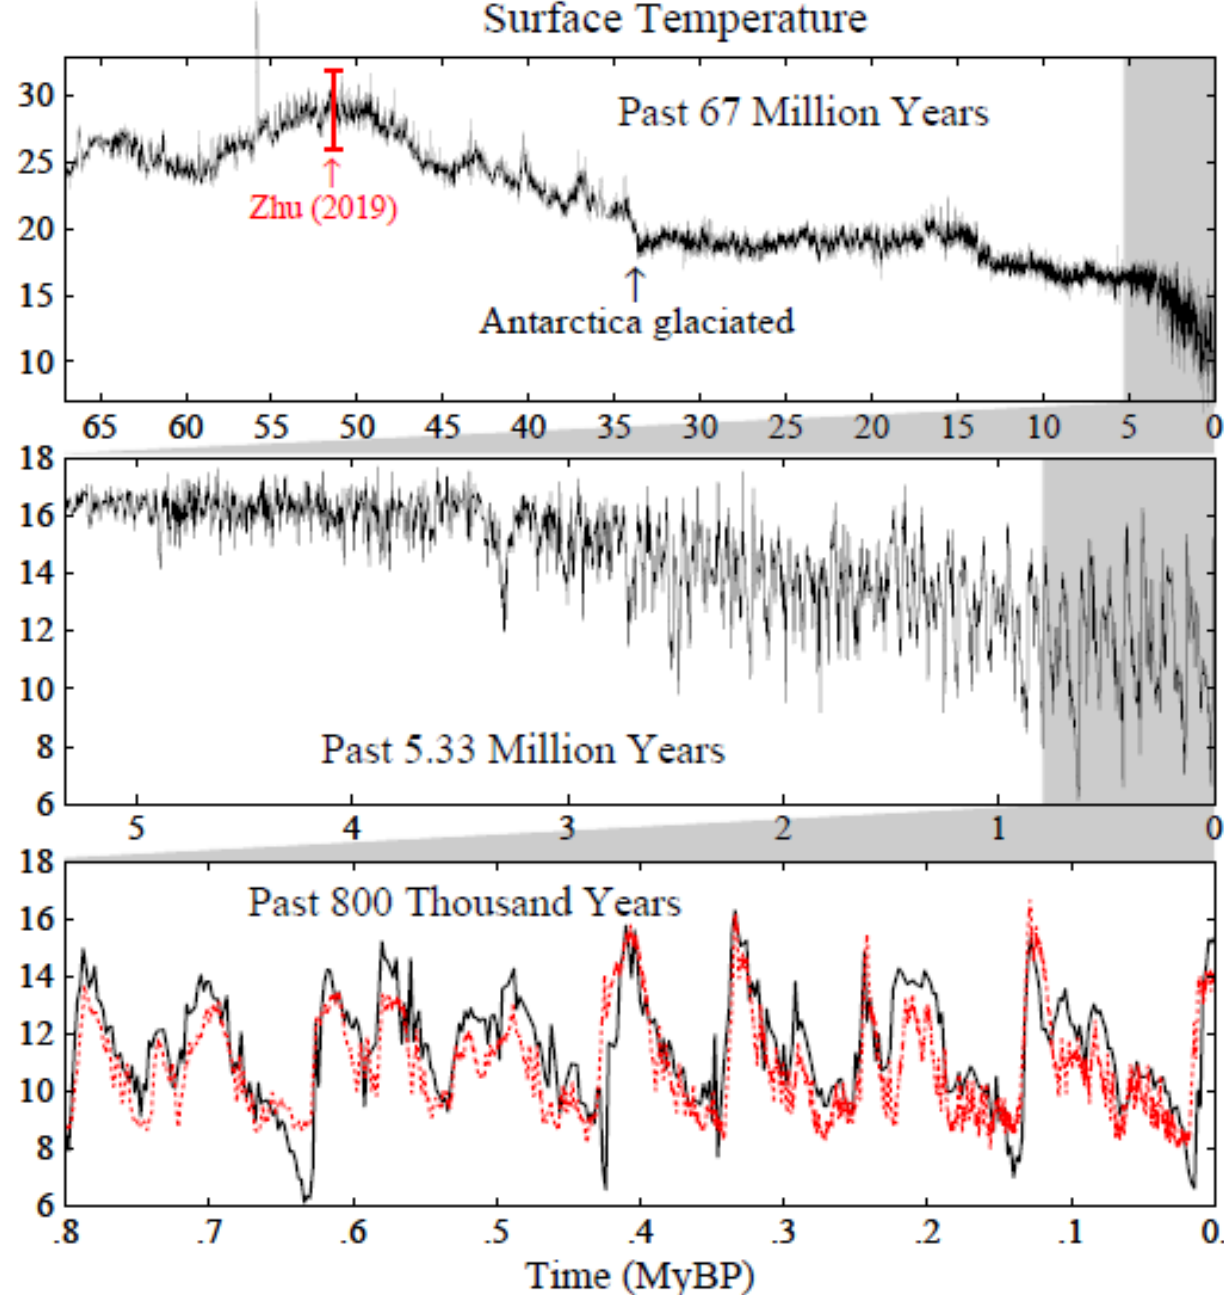 Surface Temperature
30
25
20
15
10
Past 67 Million Years
↑
Zhu (2019)
↑
Antarctica glaciated
65 60 55 50 45 40 35 30 25 20 15 10 5 0
18
16
14
12
10
8
6
Past 5.33 Million Years
5 4 3 2 1 0
18
16
14
12
10
8
6
Past 800 Thousand Years
.8 .7 .6 .5 .4 .3 .2 .1 0.
Time (MyBP)